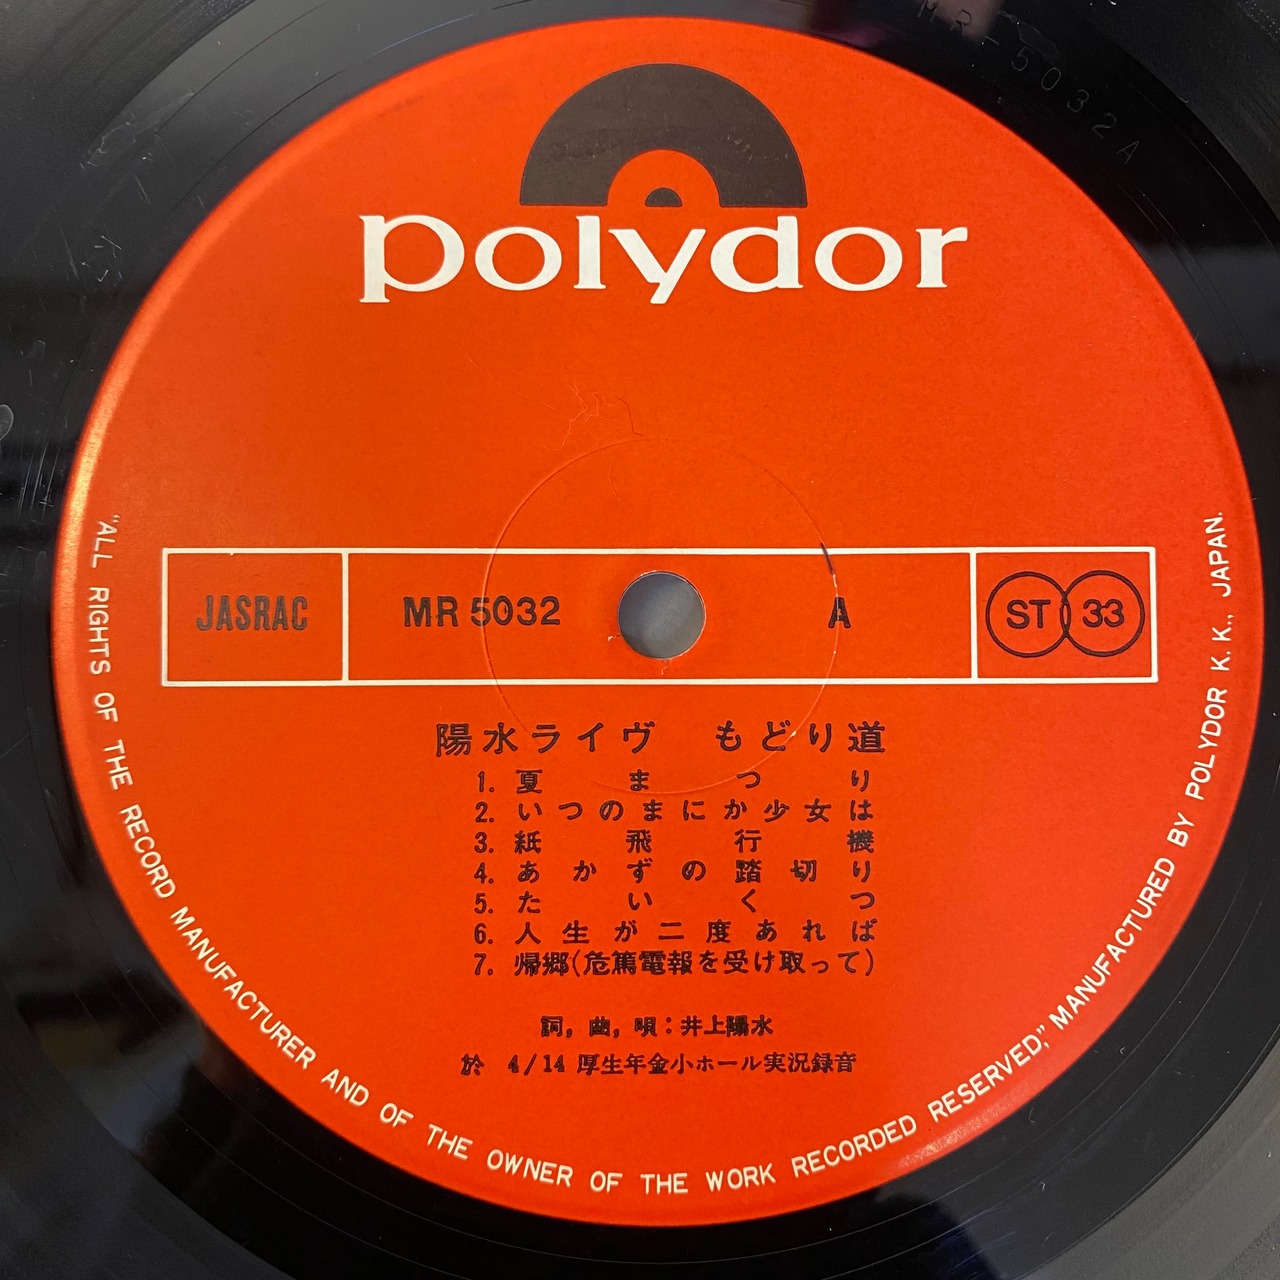 MR-5032 A
polydor
JASRAC
MR 5032
A
ST 33
陽水ライヴ　もどり道
1. 夏まつり
2. いつのまにか少女は
3. 紙飛行機
4. あかずの踏切り
5. たいくつ
6. 人生が二度あれば
7. 帰郷(危篤電報を受け取って)
詞, 曲, 唄：井上陽水
於 4/14 厚生年金小ホール実況録音
"ALL RIGHTS OF THE RECORD MANUFACTURER AND OF THE OWNER OF THE WORK RECORDED RESERVED," MANUFACTURED BY POLYDOR K. K., JAPAN.